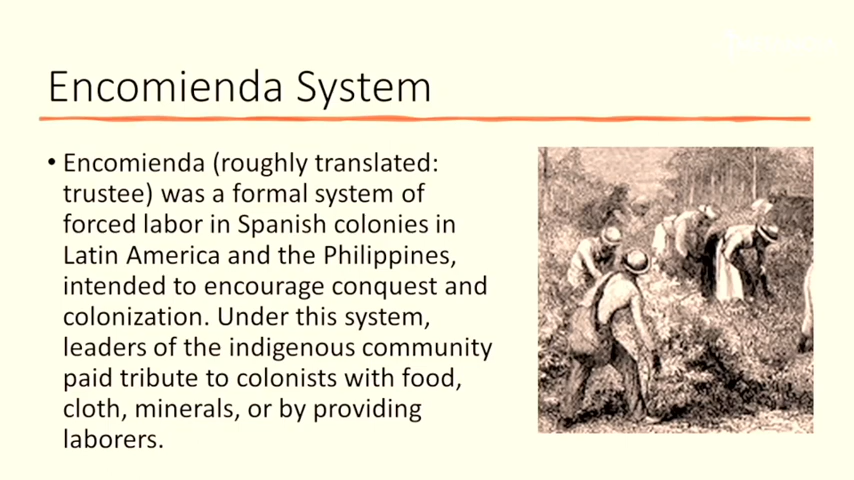 Encomienda System
• Encomienda (roughly translated:
trustee) was a formal system of
forced labor in Spanish colonies in
Latin America and the Philippines,
intended to encourage conquest and
colonization. Under this system,
leaders of the indigenous community
paid tribute to colonists with food,
cloth, minerals, or by providing
laborers.